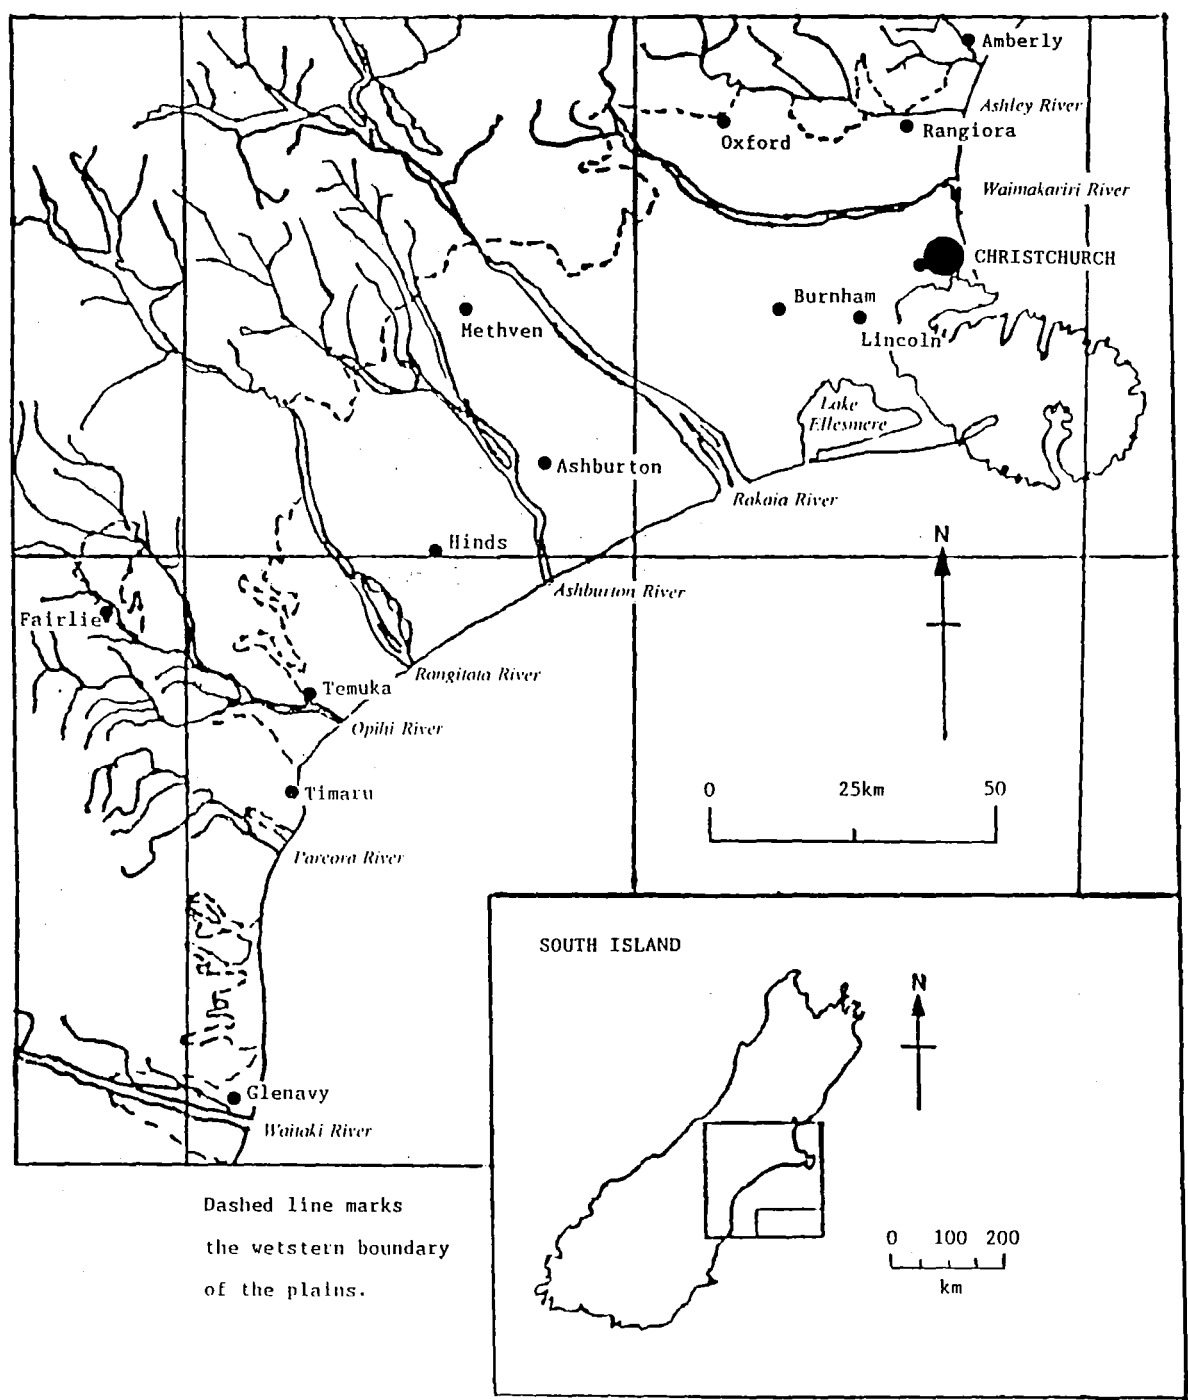 Amberly
Ashley River
Oxford
Rangiora
Waimakariri River
CHRISTCHURCH
Burnham
Methven
Lincoln
Lake
Ellesmere
Ashburton
Rakaia River
Hinds
N
Ashburton River
Fairlie
Rangitata River
Temuka
Opihi River
0 25km 50
Timaru
Pareora River
SOUTH ISLAND
N
Glenavy
Waitaki River
Dashed line marks
the wetstern boundary
of the plains.
0 100 200
km